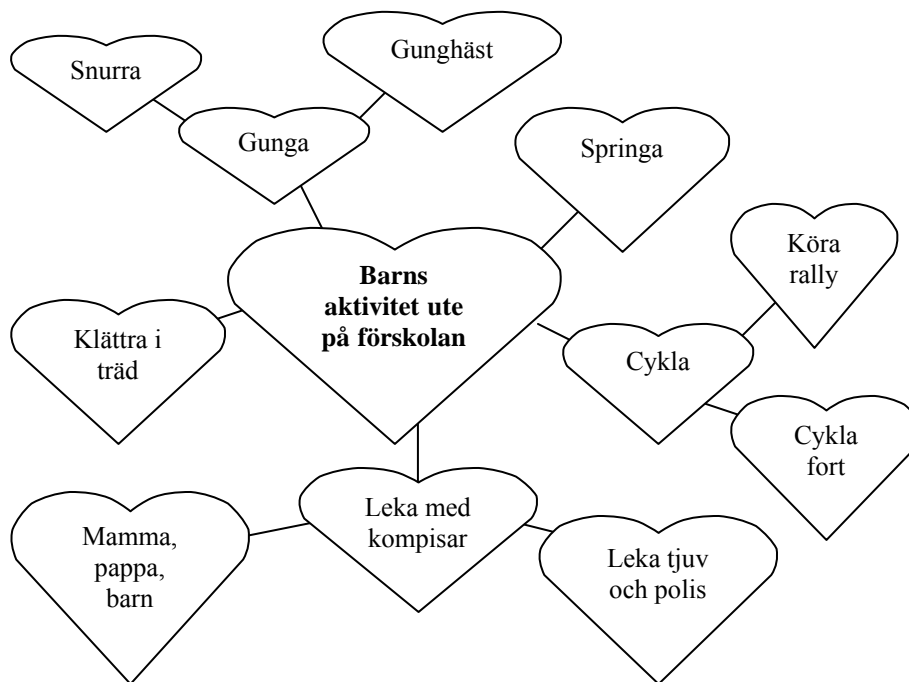 Gunghäst
Snurra
Gunga
Springa
Köra
rally
Barns
aktivitet ute
på förskolan
Klättra i
träd
Cykla
Cykla
fort
Leka med
kompisar
Mamma,
pappa,
barn
Leka tjuv
och polis